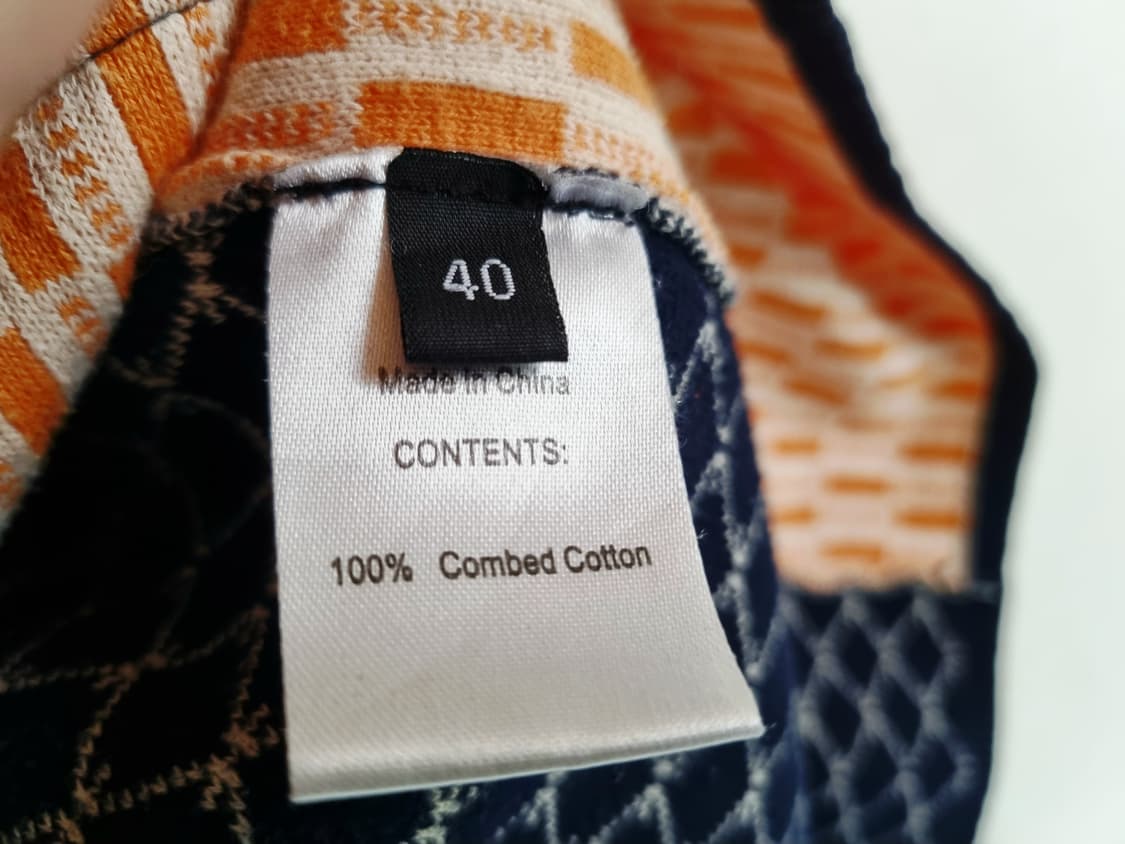 40
Made in China
CONTENTS:
100% Combed Cotton